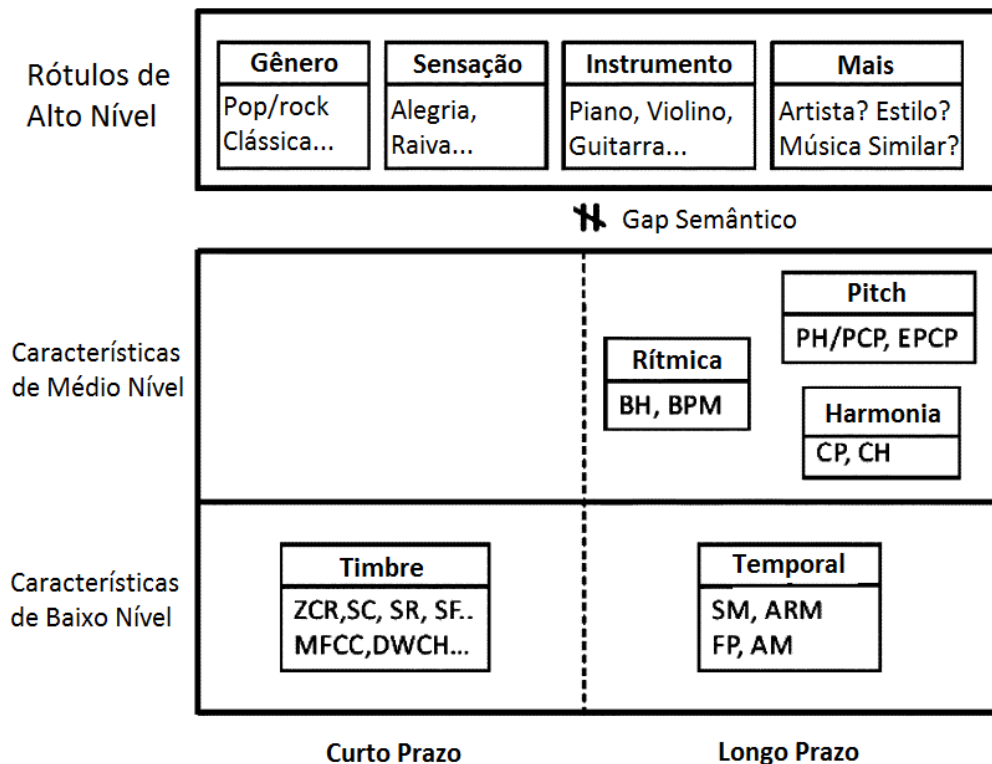 Rótulos de
Alto Nível
Gênero
Pop/rock
Clássica...
Sensação
Alegria,
Raiva...
Instrumento
Piano, Violino,
Guitarra...
Mais
Artista? Estilo?
Música Similar?
Gap Semântico
Características
de Médio Nível
Pitch
PH/PCP, EPCP
Rítmica
BH, BPM
Harmonia
CP, CH
Características
de Baixo Nível
Timbre
ZCR,SC, SR, SF..
MFCC,DWCH...
Temporal
SM, ARM
FP, AM
Curto Prazo
Longo Prazo